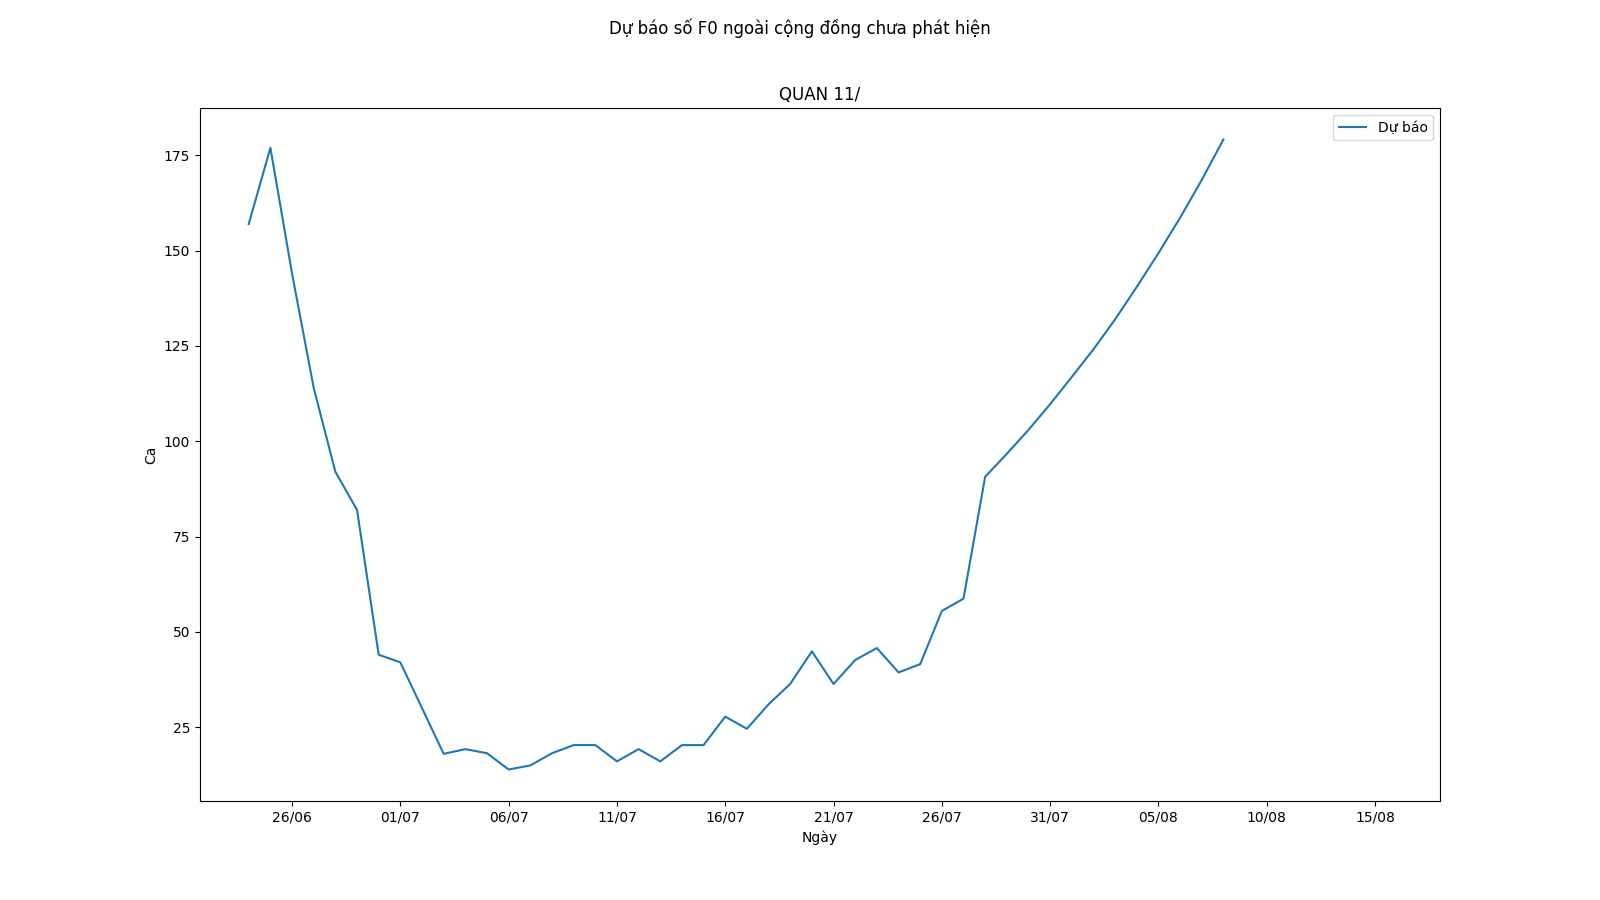 Dự báo số F0 ngoài cộng đồng chưa phát hiện
QUAN 11/
Dự báo
175
150
125
100
75
50
25
Ca
26/06 01/07 06/07 11/07 16/07 21/07 26/07 31/07 05/08 10/08 15/08
Ngày